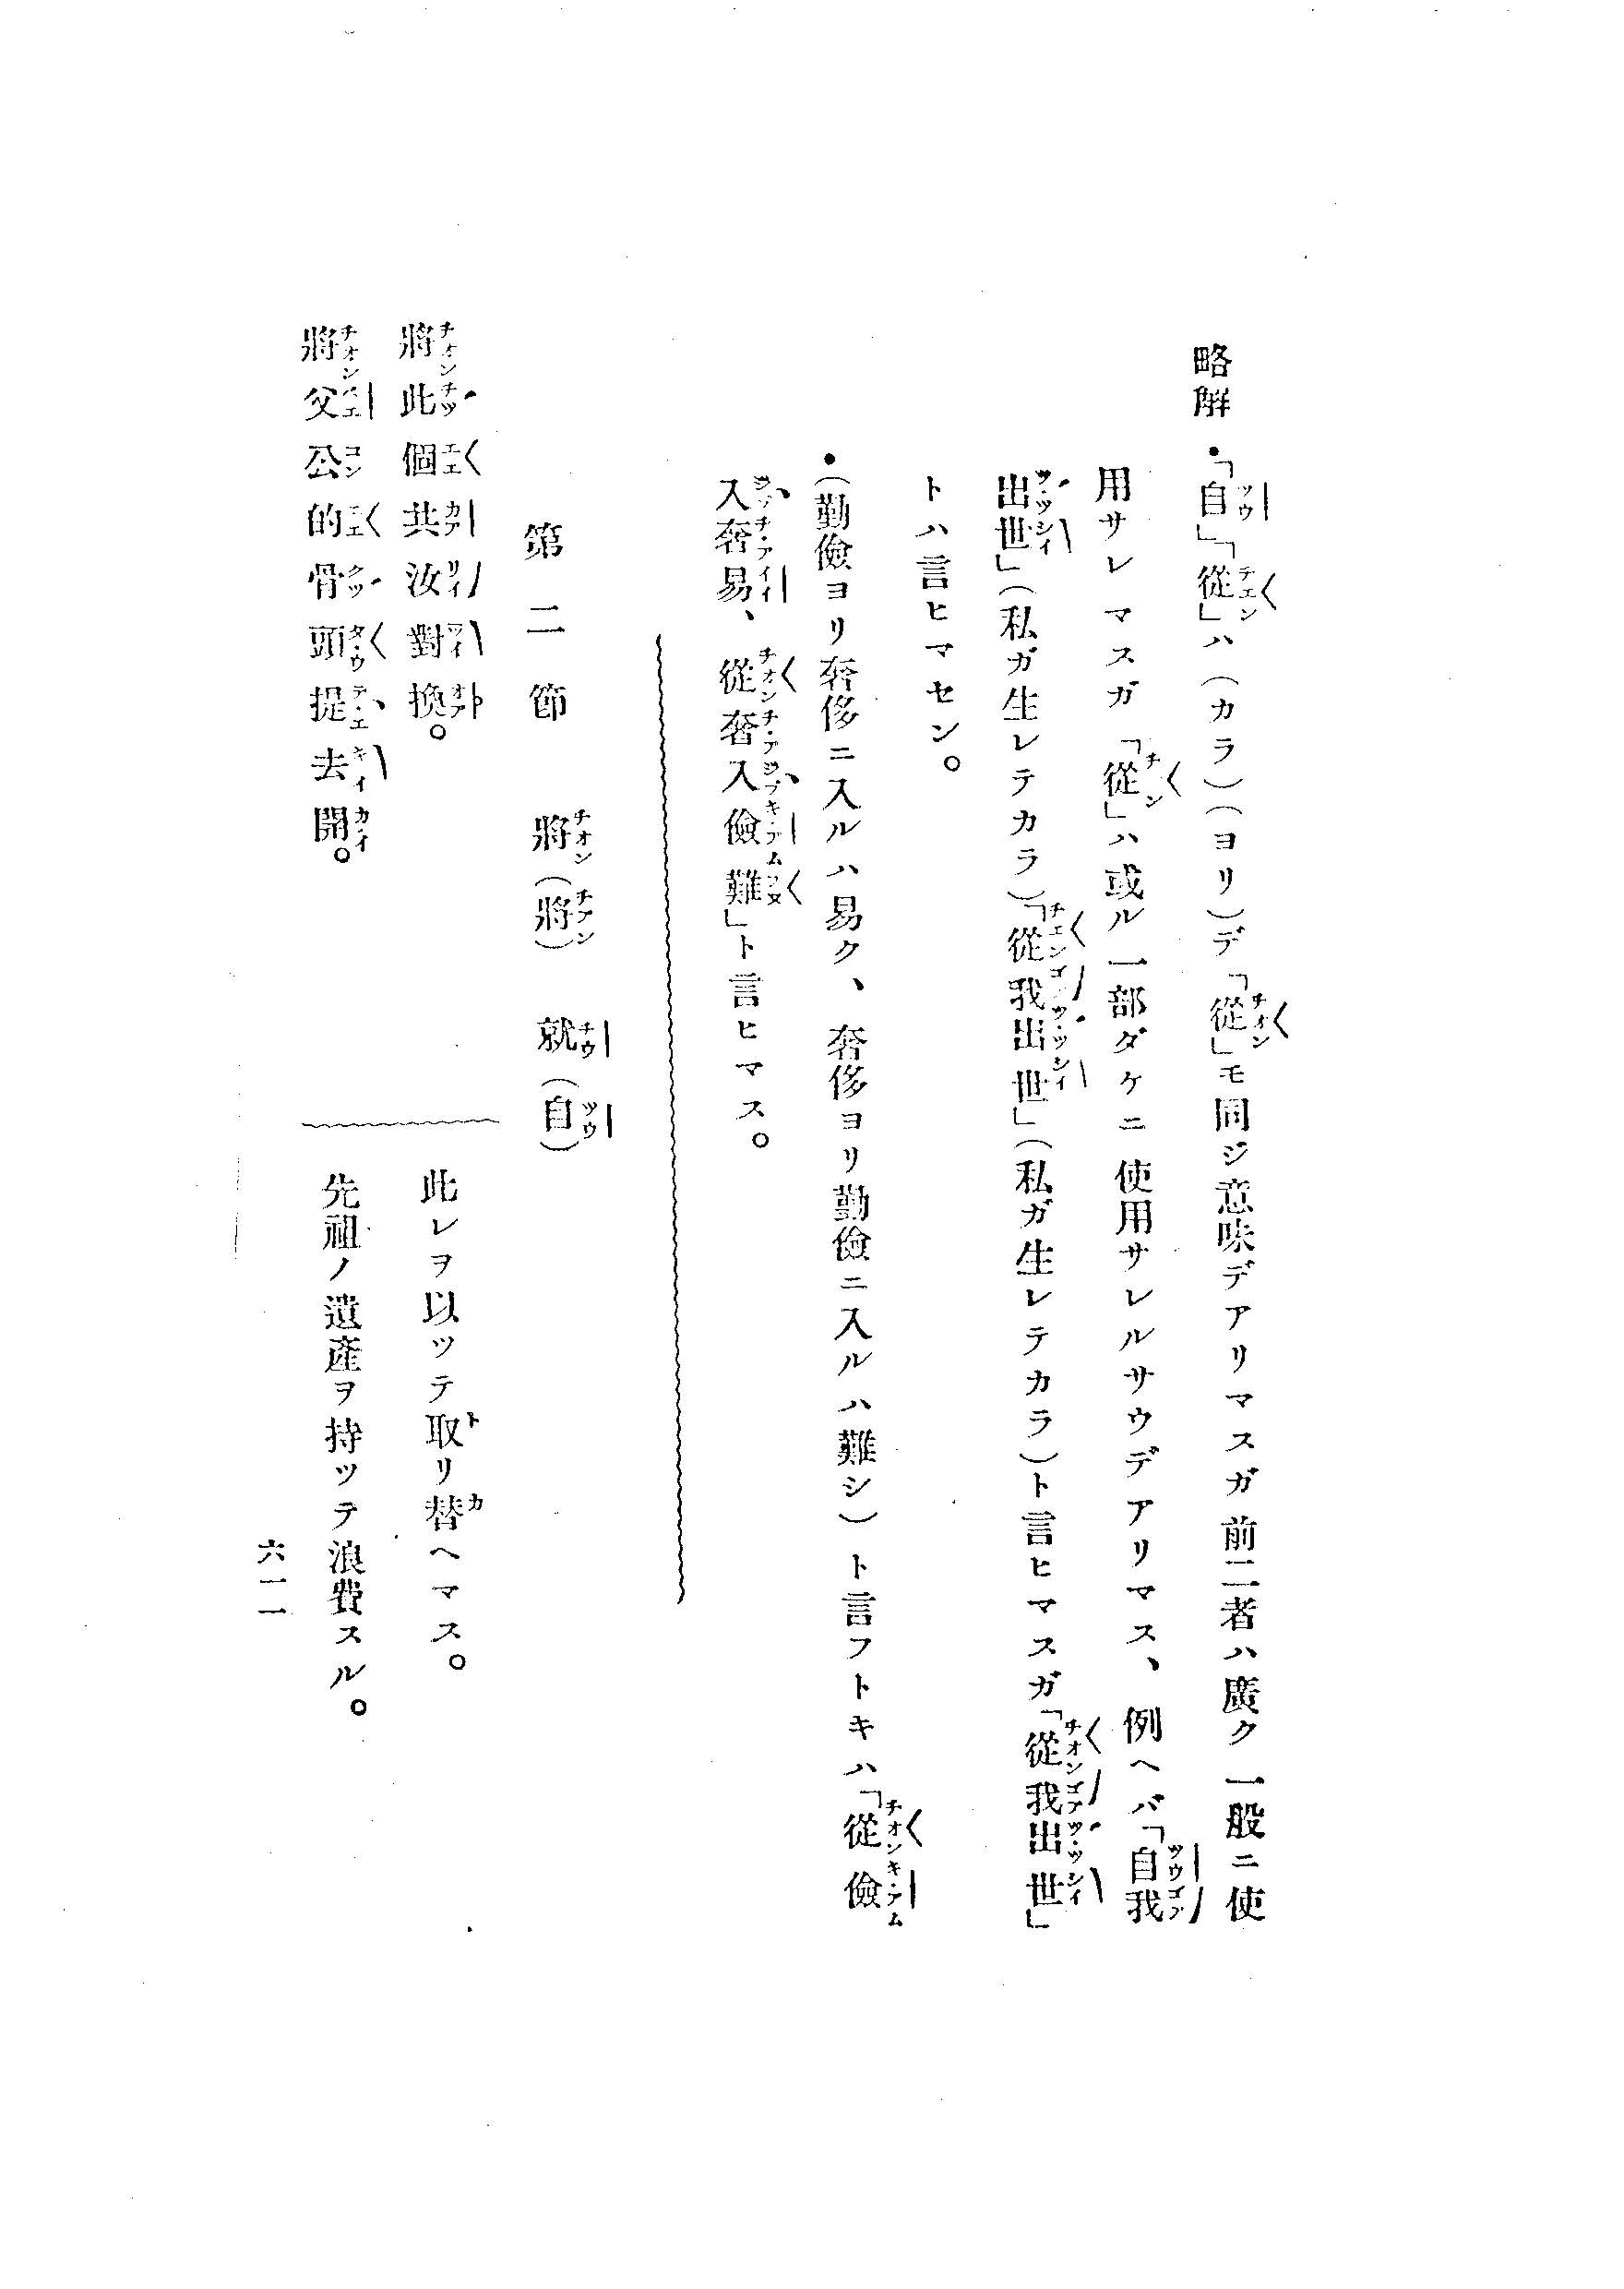 略解・「自」「從」ハ（カラ）（ヨリ）デ「從」モ同ジ意味デアリマスガ前二者ハ廣ク一般ニ使
用サレマスガ「從」ハ或ル一部ダケニ使用サレルサウデアリマス、例ヘバ「自我
出世」（私ガ生レテカラ）「從我出世」（私ガ生レテカラ）ト言ヒマスガ「從我出世」
トハ言ヒマセン。
・（勤儉ヨリ奢侈ニ入ルハ易ク、奢侈ヨリ勤儉ニ入ルハ難シ）ト言フトキハ「從儉
入奢易、從奢入儉難」ト言ヒマス。
第二節 將（將） 就（自）
將此個共汝對換。 此レヲ以ッテ取リ替ヘマス。
將父公的骨頭提去開。 先祖ノ遺產ヲ持ッテ浪費スル。
六一一